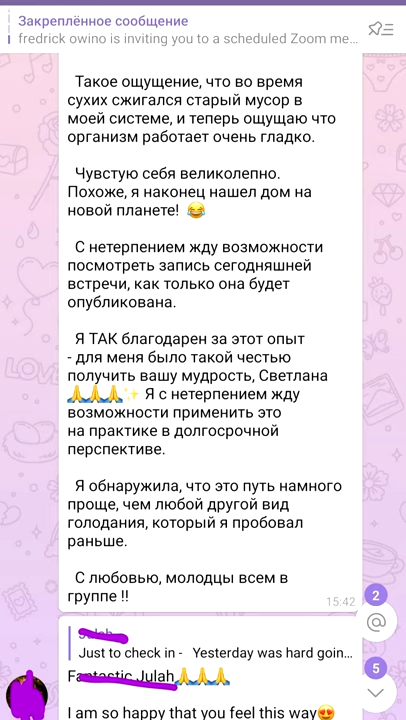 Закреплённое сообщение
fredrick owino is inviting you to a scheduled Zoom me...
Такое ощущение, что во время
сухих сжигался старый мусор в
моей системе, и теперь ощущаю что
организм работает очень гладко.
Чувстую себя великолепно.
Похоже, я наконец нашел дом на
новой планете! 😂
С нетерпением жду возможности
посмотреть запись сегодняшней
встречи, как только она будет
опубликована.
Я ТАК благодарен за этот опыт
- для меня было такой честью
получить вашу мудрость, Светлана
🙏🙏🙏✨ Я с нетерпением жду
возможности применить это
на практике в долгосрочной
перспективе.
Я обнаружила, что это путь намного
проще, чем любой другой вид
голодания, который я пробовал
раньше.
С любовью, молодцы всем в
группе !!
15:42
2
@
Just to check in - Yesterday was hard goin...
Fantastic Julah🙏🙏🙏
5
I am so happy that you feel this way😍